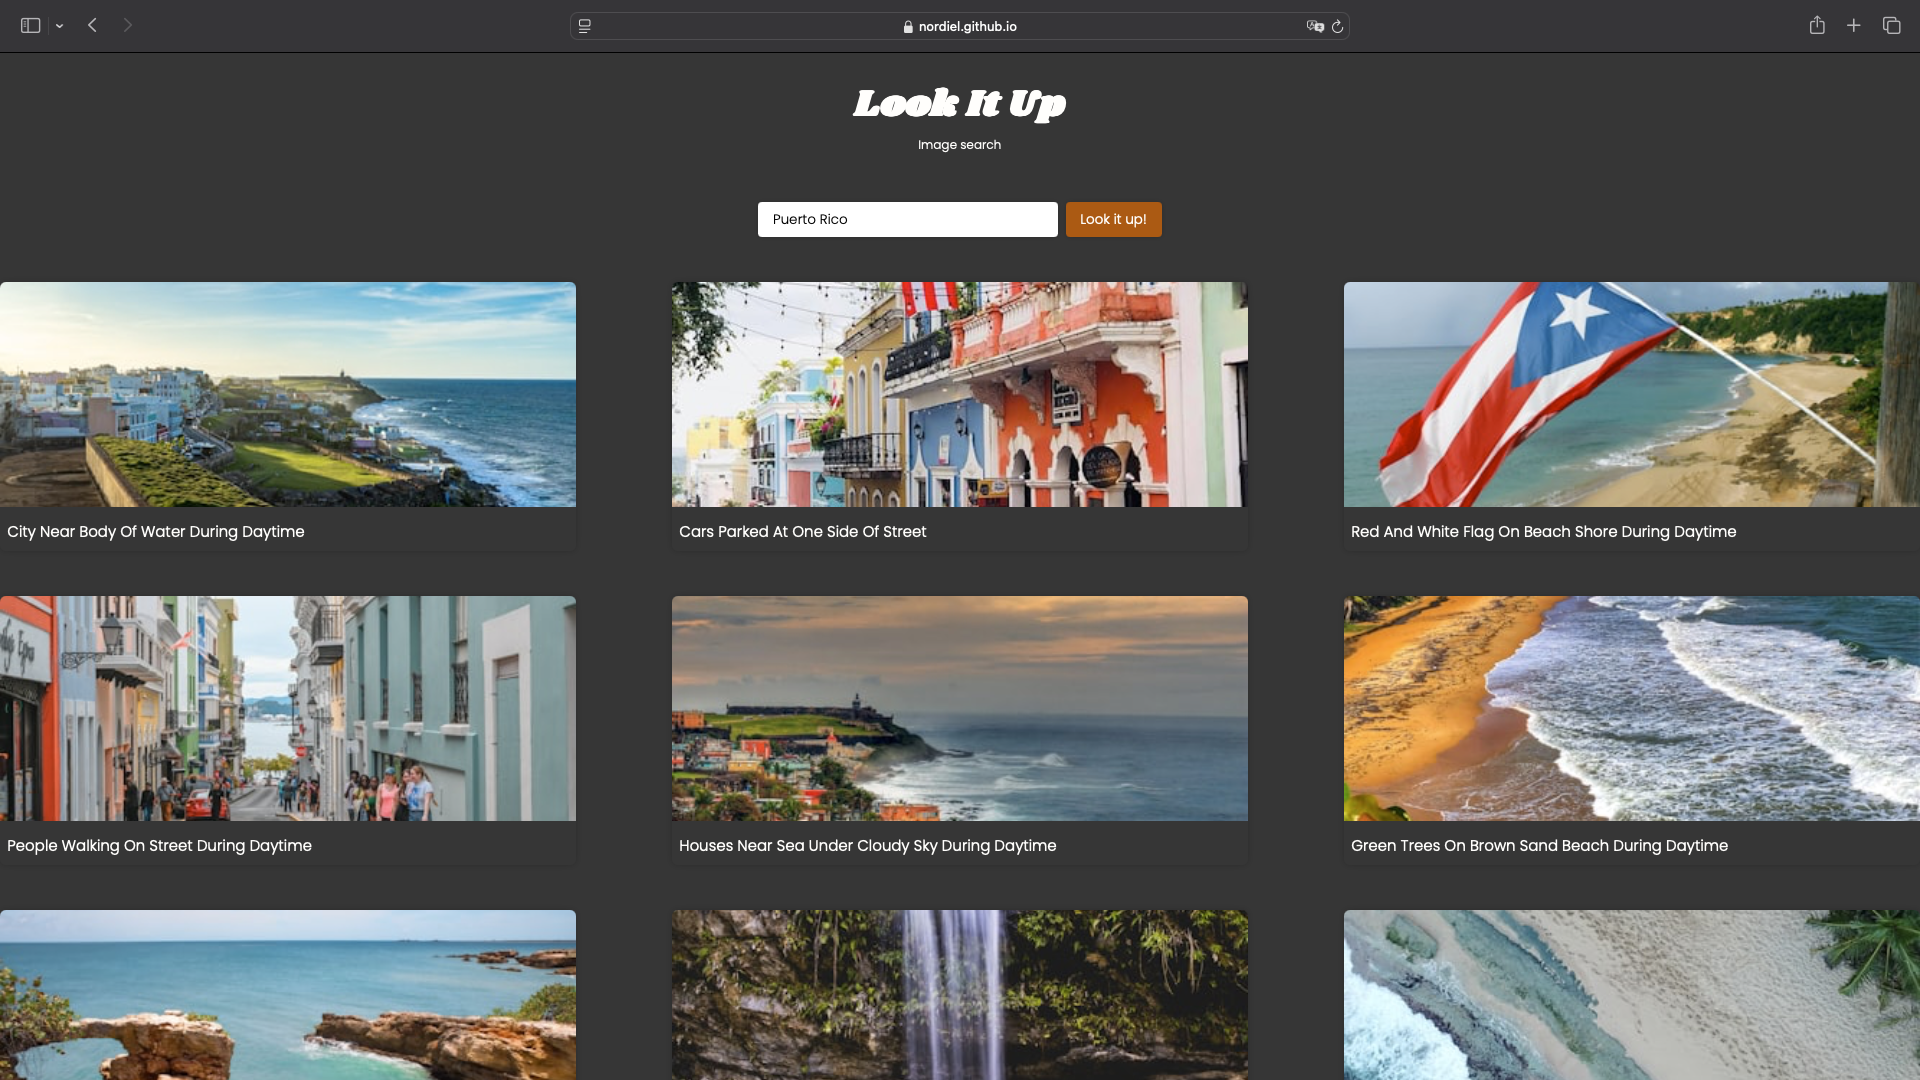 nordiel.github.io
Look It Up
Image search
Puerto Rico
Look it up!
City Near Body Of Water During Daytime
Cars Parked At One Side Of Street
Red And White Flag On Beach Shore During Daytime
People Walking On Street During Daytime
Houses Near Sea Under Cloudy Sky During Daytime
Green Trees On Brown Sand Beach During Daytime